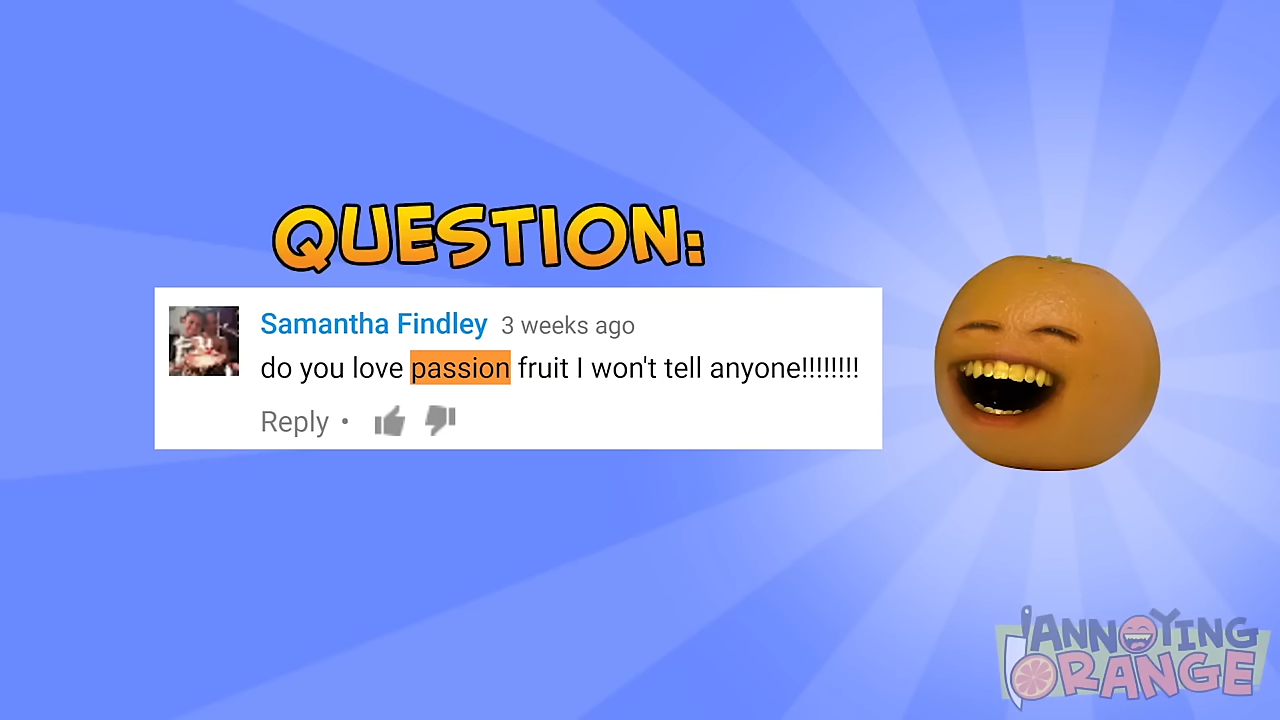 QUESTION:
Samantha Findley 3 weeks ago
do you love passion fruit I won't tell anyone!!!!!!!!
Reply •
ANNOYING
ORANGE